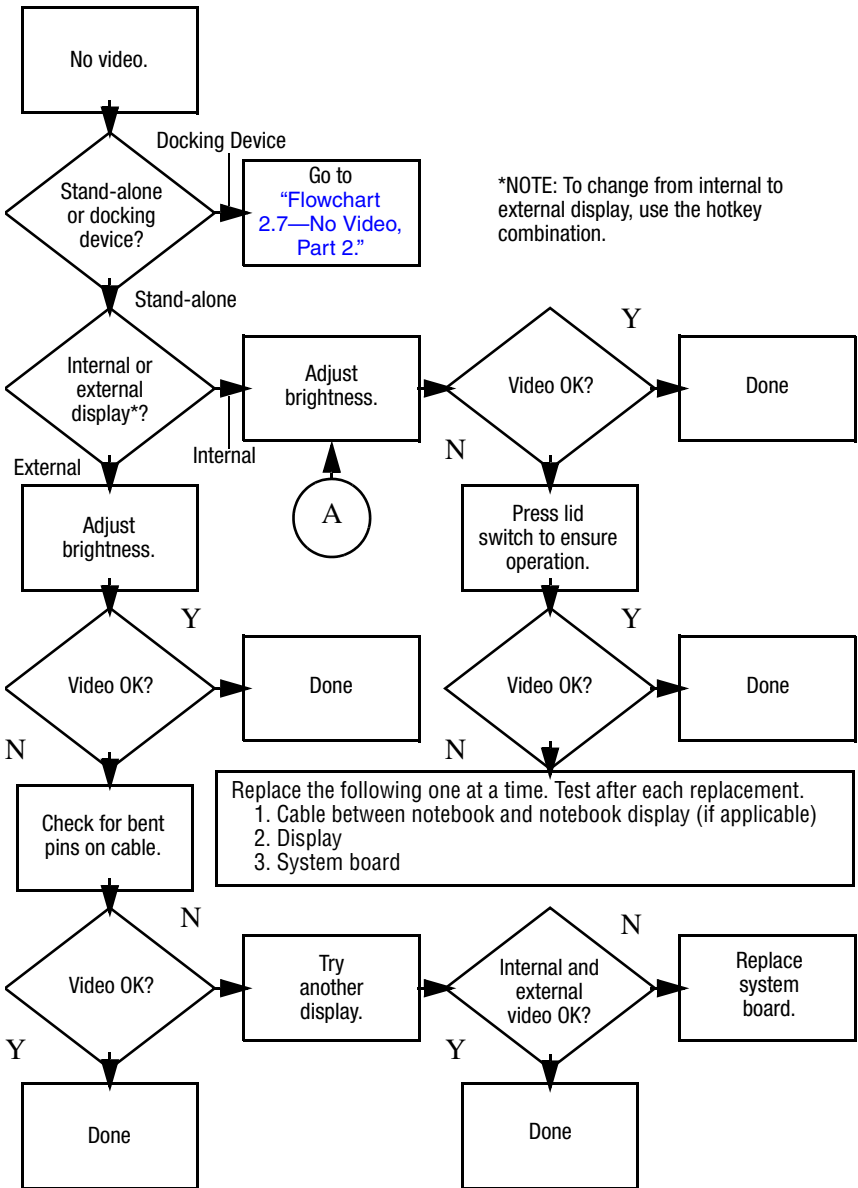 No video.
Docking Device
Stand-alone
or docking
device?
Go to
“Flowchart
2.7—No Video,
Part 2.”
*NOTE: To change from internal to
external display, use the hotkey
combination.
Stand-alone
Internal or
external
display*?
Internal
External
Adjust
brightness.
A
Video OK?
Y
Done
N
Press lid
switch to ensure
operation.
Adjust
brightness.
Y
Video OK?
Done
N
Y
Video OK?
Done
N
Replace the following one at a time. Test after each replacement.
1. Cable between notebook and notebook display (if applicable)
2. Display
3. System board
Check for bent
pins on cable.
N
Video OK?
Y
Try
another
display.
Internal and
external
video OK?
N
Replace
system
board.
Y
Done
Done